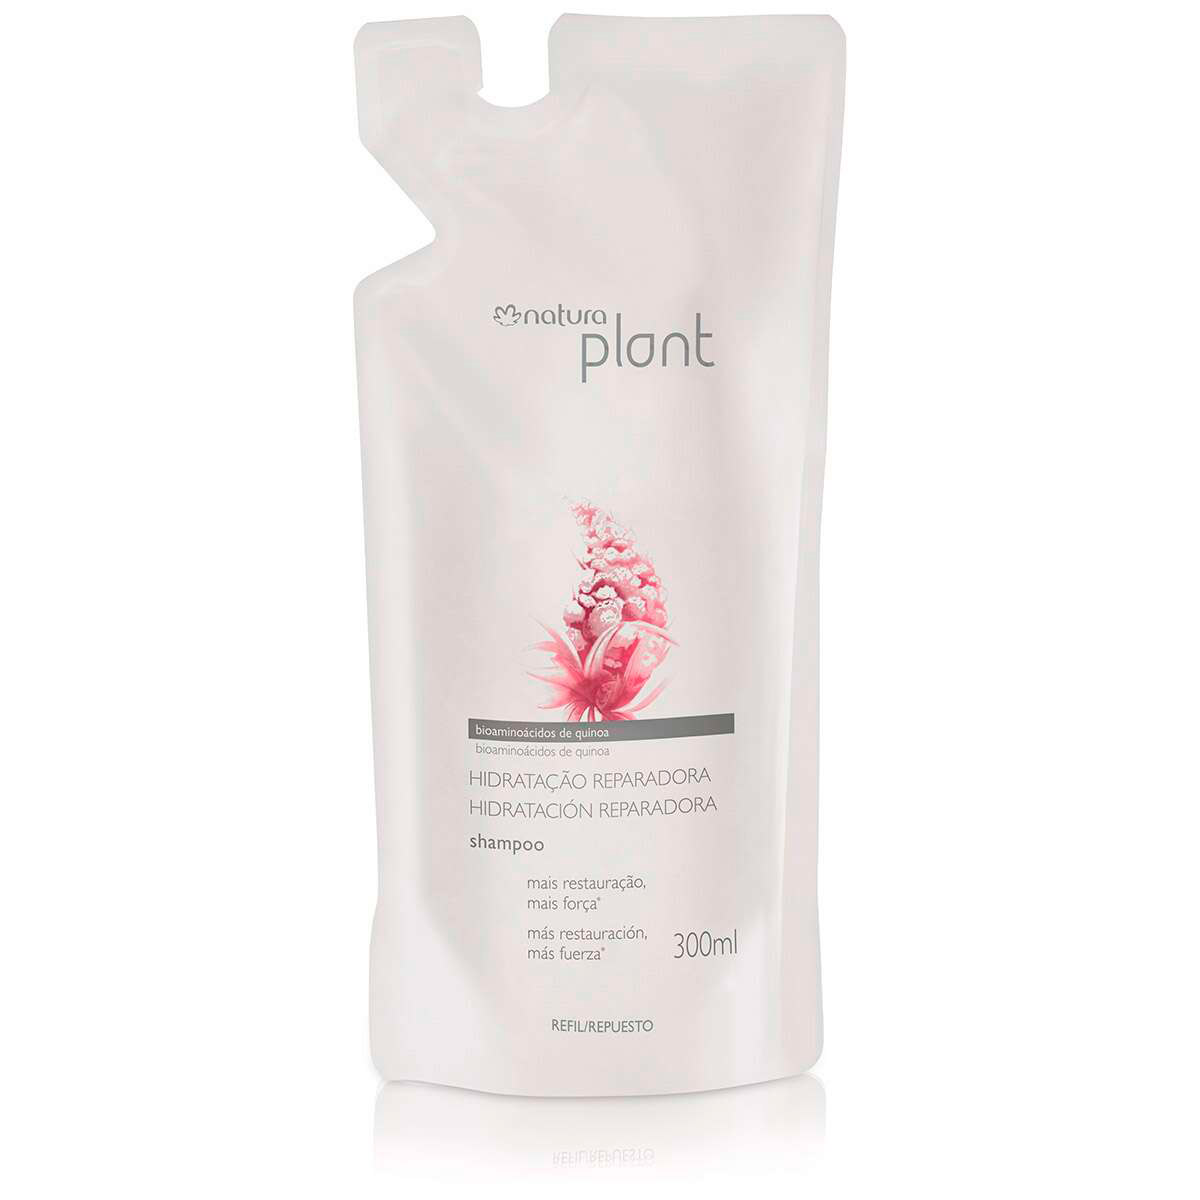 natura
plant
bioaminoácidos de quinoa
bioaminoácidos de quinoa
HIDRATAÇÃO REPARADORA
HIDRATACIÓN REPARADORA
shampoo
mais restauração,
mais força*
más restauración,
más fuerza*
300ml
REFIL/REPUESTO